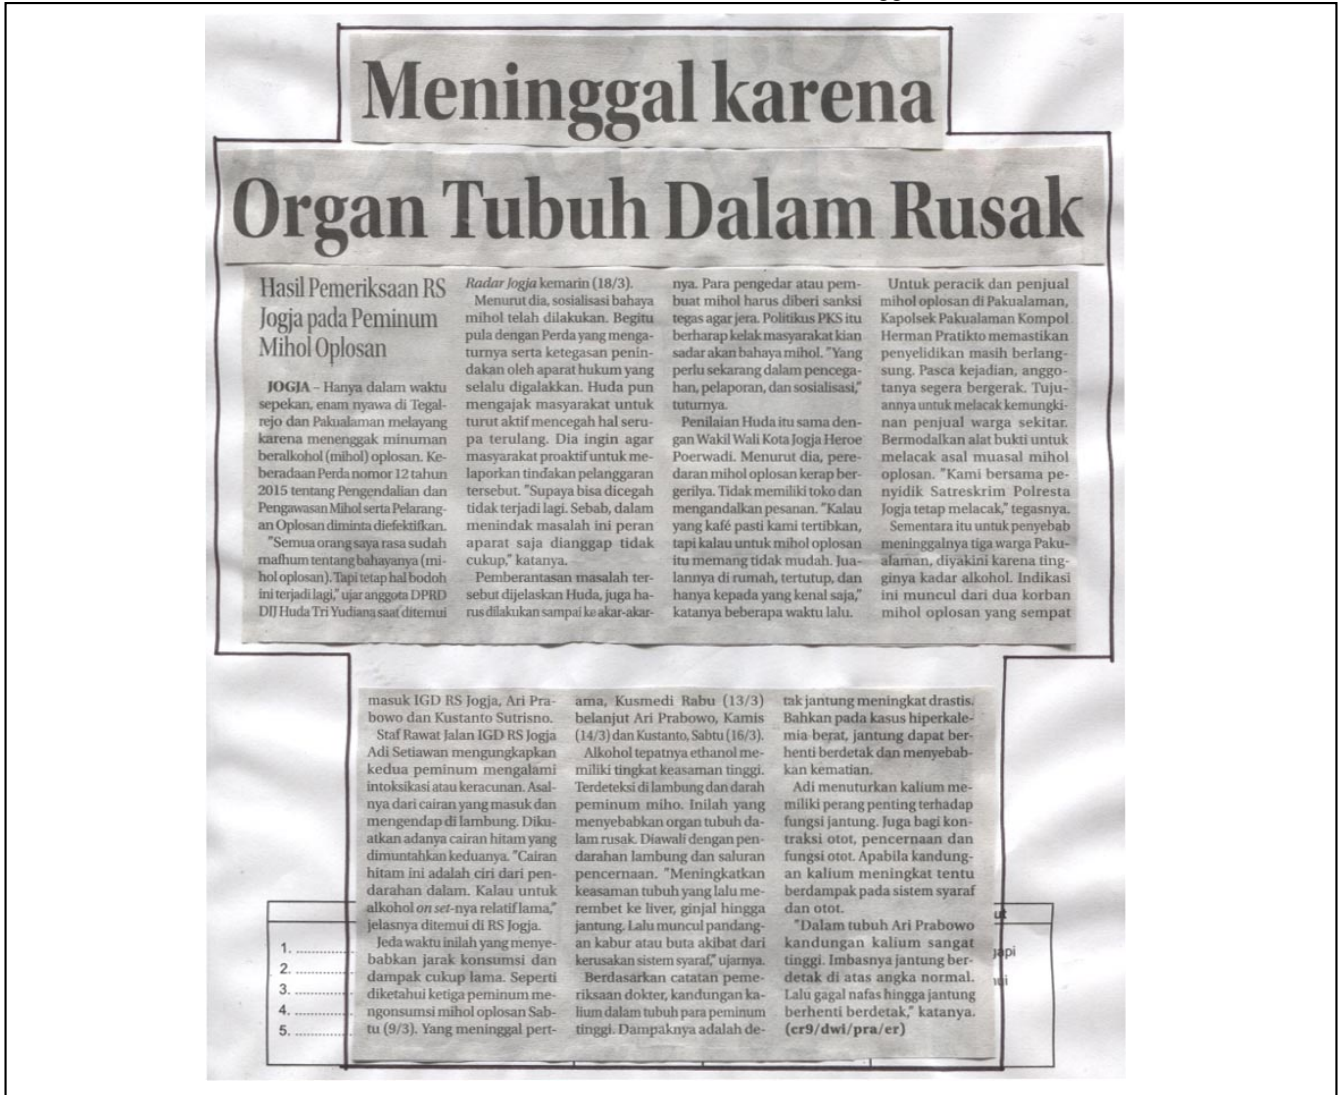 Meninggal karena
Organ Tubuh Dalam Rusak
Hasil Pemeriksaan RS
Jogja pada Peminum
Mihol Oplosan
JOGJA – Hanya dalam waktu
sepekan, enam nyawa di Tegal-
rejo dan Pakualaman melayang
karena menenggak minuman
beralkohol (mihol) oplosan. Ke-
beradaan Perda nomor 12 tahun
2015 tentang Pengendalian dan
Pengawasan Mihol serta Pelarang-
an Oplosan diminta diefektifkan.
"Semua orang saya rasa sudah
mafhum tentang bahayanya (mi-
hol oplosan). Tapi tetap hal bodoh
ini terjadi lagi," ujar anggota DPRD
DIJ Huda Tri Yudiana saat ditemui
Radar Jogja kemarin (18/3).
Menurut dia, sosialisasi bahaya
mihol telah dilakukan. Begitu
pula dengan Perda yang menga-
turnya serta ketegasan penin-
dakan oleh aparat hukum yang
selalu digalakkan. Huda pun
mengajak masyarakat untuk
turut aktif mencegah hal seru-
pa terulang. Dia ingin agar
masyarakat proaktif untuk me-
laporkan tindakan pelanggaran
tersebut. "Supaya bisa dicegah
tidak terjadi lagi. Sebab, dalam
menindak masalah ini peran
aparat saja dianggap tidak
cukup," katanya.
Pemberantasan masalah ter-
sebut dijelaskan Huda, juga ha-
rus dilakukan sampai ke akar-akar-
nya. Para pengedar atau pem-
buat mihol harus diberi sanksi
tegas agar jera. Politikus PKS itu
berharap kelak masyarakat kian
sadar akan bahaya mihol. "Yang
perlu sekarang dalam pencega-
han, pelaporan, dan sosialisasi,"
tuturnya.
Penilaian Huda itu sama den-
gan Wakil Wali Kota Jogja Heroe
Poerwadi. Menurut dia, pere-
daran mihol oplosan kerap ber-
gerilya. Tidak memiliki toko dan
mengandalkan pesanan. "Kalau
yang kafé pasti kami tertibkan,
tapi kalau untuk mihol oplosan
itu memang tidak mudah. Jua-
lannya di rumah, tertutup, dan
hanya kepada yang kenal saja,"
katanya beberapa waktu lalu.
Untuk peracik dan penjual
mihol oplosan di Pakualaman,
Kapolsek Pakualaman Kompol
Herman Pratikto memastikan
penyelidikan masih berlang-
sung. Pasca kejadian, anggo-
tanya segera bergerak. Tuju-
annya untuk melacak kemungki-
nan penjual warga sekitar.
Bermodalkan alat bukti untuk
melacak asal muasal mihol
oplosan. "Kami bersama pe-
nyidik Satreskrim Polresta
Jogja tetap melacak," tegasnya.
Sementara itu untuk penyebab
meninggalnya tiga warga Paku-
alaman, diyakini karena ting-
ginya kadar alkohol. Indikasi
ini muncul dari dua korban
mihol oplosan yang sempat
masuk IGD RS Jogja, Ari Pra-
bowo dan Kustanto Sutrisno.
Staf Rawat Jalan IGD RS Jogja
Adi Setiawan mengungkapkan
kedua peminum mengalami
intoksikasi atau keracunan. Asal-
nya dari cairan yang masuk dan
mengendap di lambung. Diku-
atkan adanya cairan hitam yang
dimuntahkan keduanya. "Cairan
hitam ini adalah ciri dari pen-
darahan dalam. Kalau untuk
alkohol on set-nya relatif lama,"
jelasnya ditemui di RS Jogja.
Jeda waktu inilah yang menye-
babkan jarak konsumsi dan
dampak cukup lama. Seperti
diketahui ketiga peminum me-
ngonsumsi mihol oplosan Sab-
tu (9/3). Yang meninggal pert-
ama, Kusmedi Rabu (13/3)
belanjut Ari Prabowo, Kamis
(14/3) dan Kustanto, Sabtu (16/3).
Alkohol tepatnya ethanol me-
miliki tingkat keasaman tinggi.
Terdeteksi di lambung dan darah
peminum miho. Inilah yang
menyebabkan organ tubuh da-
lam rusak. Diawali dengan pen-
darahan lambung dan saluran
pencernaan. "Meningkatkan
keasaman tubuh yang lalu me-
rembet ke liver, ginjal hingga
jantung. Lalu muncul pandang-
an kabur atau buta akibat dari
kerusakan sistem syaraf," ujarnya.
Berdasarkan catatan peme-
riksaan dokter, kandungan ka-
lium dalam tubuh para peminum
tinggi. Dampaknya adalah de-
tak jantung meningkat drastis.
Bahkan pada kasus hiperkale-
mia berat, jantung dapat ber-
henti berdetak dan menyebab-
kan kematian.
Adi menuturkan kalium me-
miliki perang penting terhadap
fungsi jantung. Juga bagi kon-
traksi otot, pencernaan dan
fungsi otot. Apabila kandung-
an kalium meningkat tentu
berdampak pada sistem syaraf
dan otot.
"Dalam tubuh Ari Prabowo
kandungan kalium sangat
tinggi. Imbasnya jantung ber-
detak di atas angka normal.
Lalu gagal nafas hingga jantung
berhenti berdetak," katanya.
(cr9/dwi/pra/er)
1. ..............
2. ..............
3. ..............
4. ..............
5. ..............